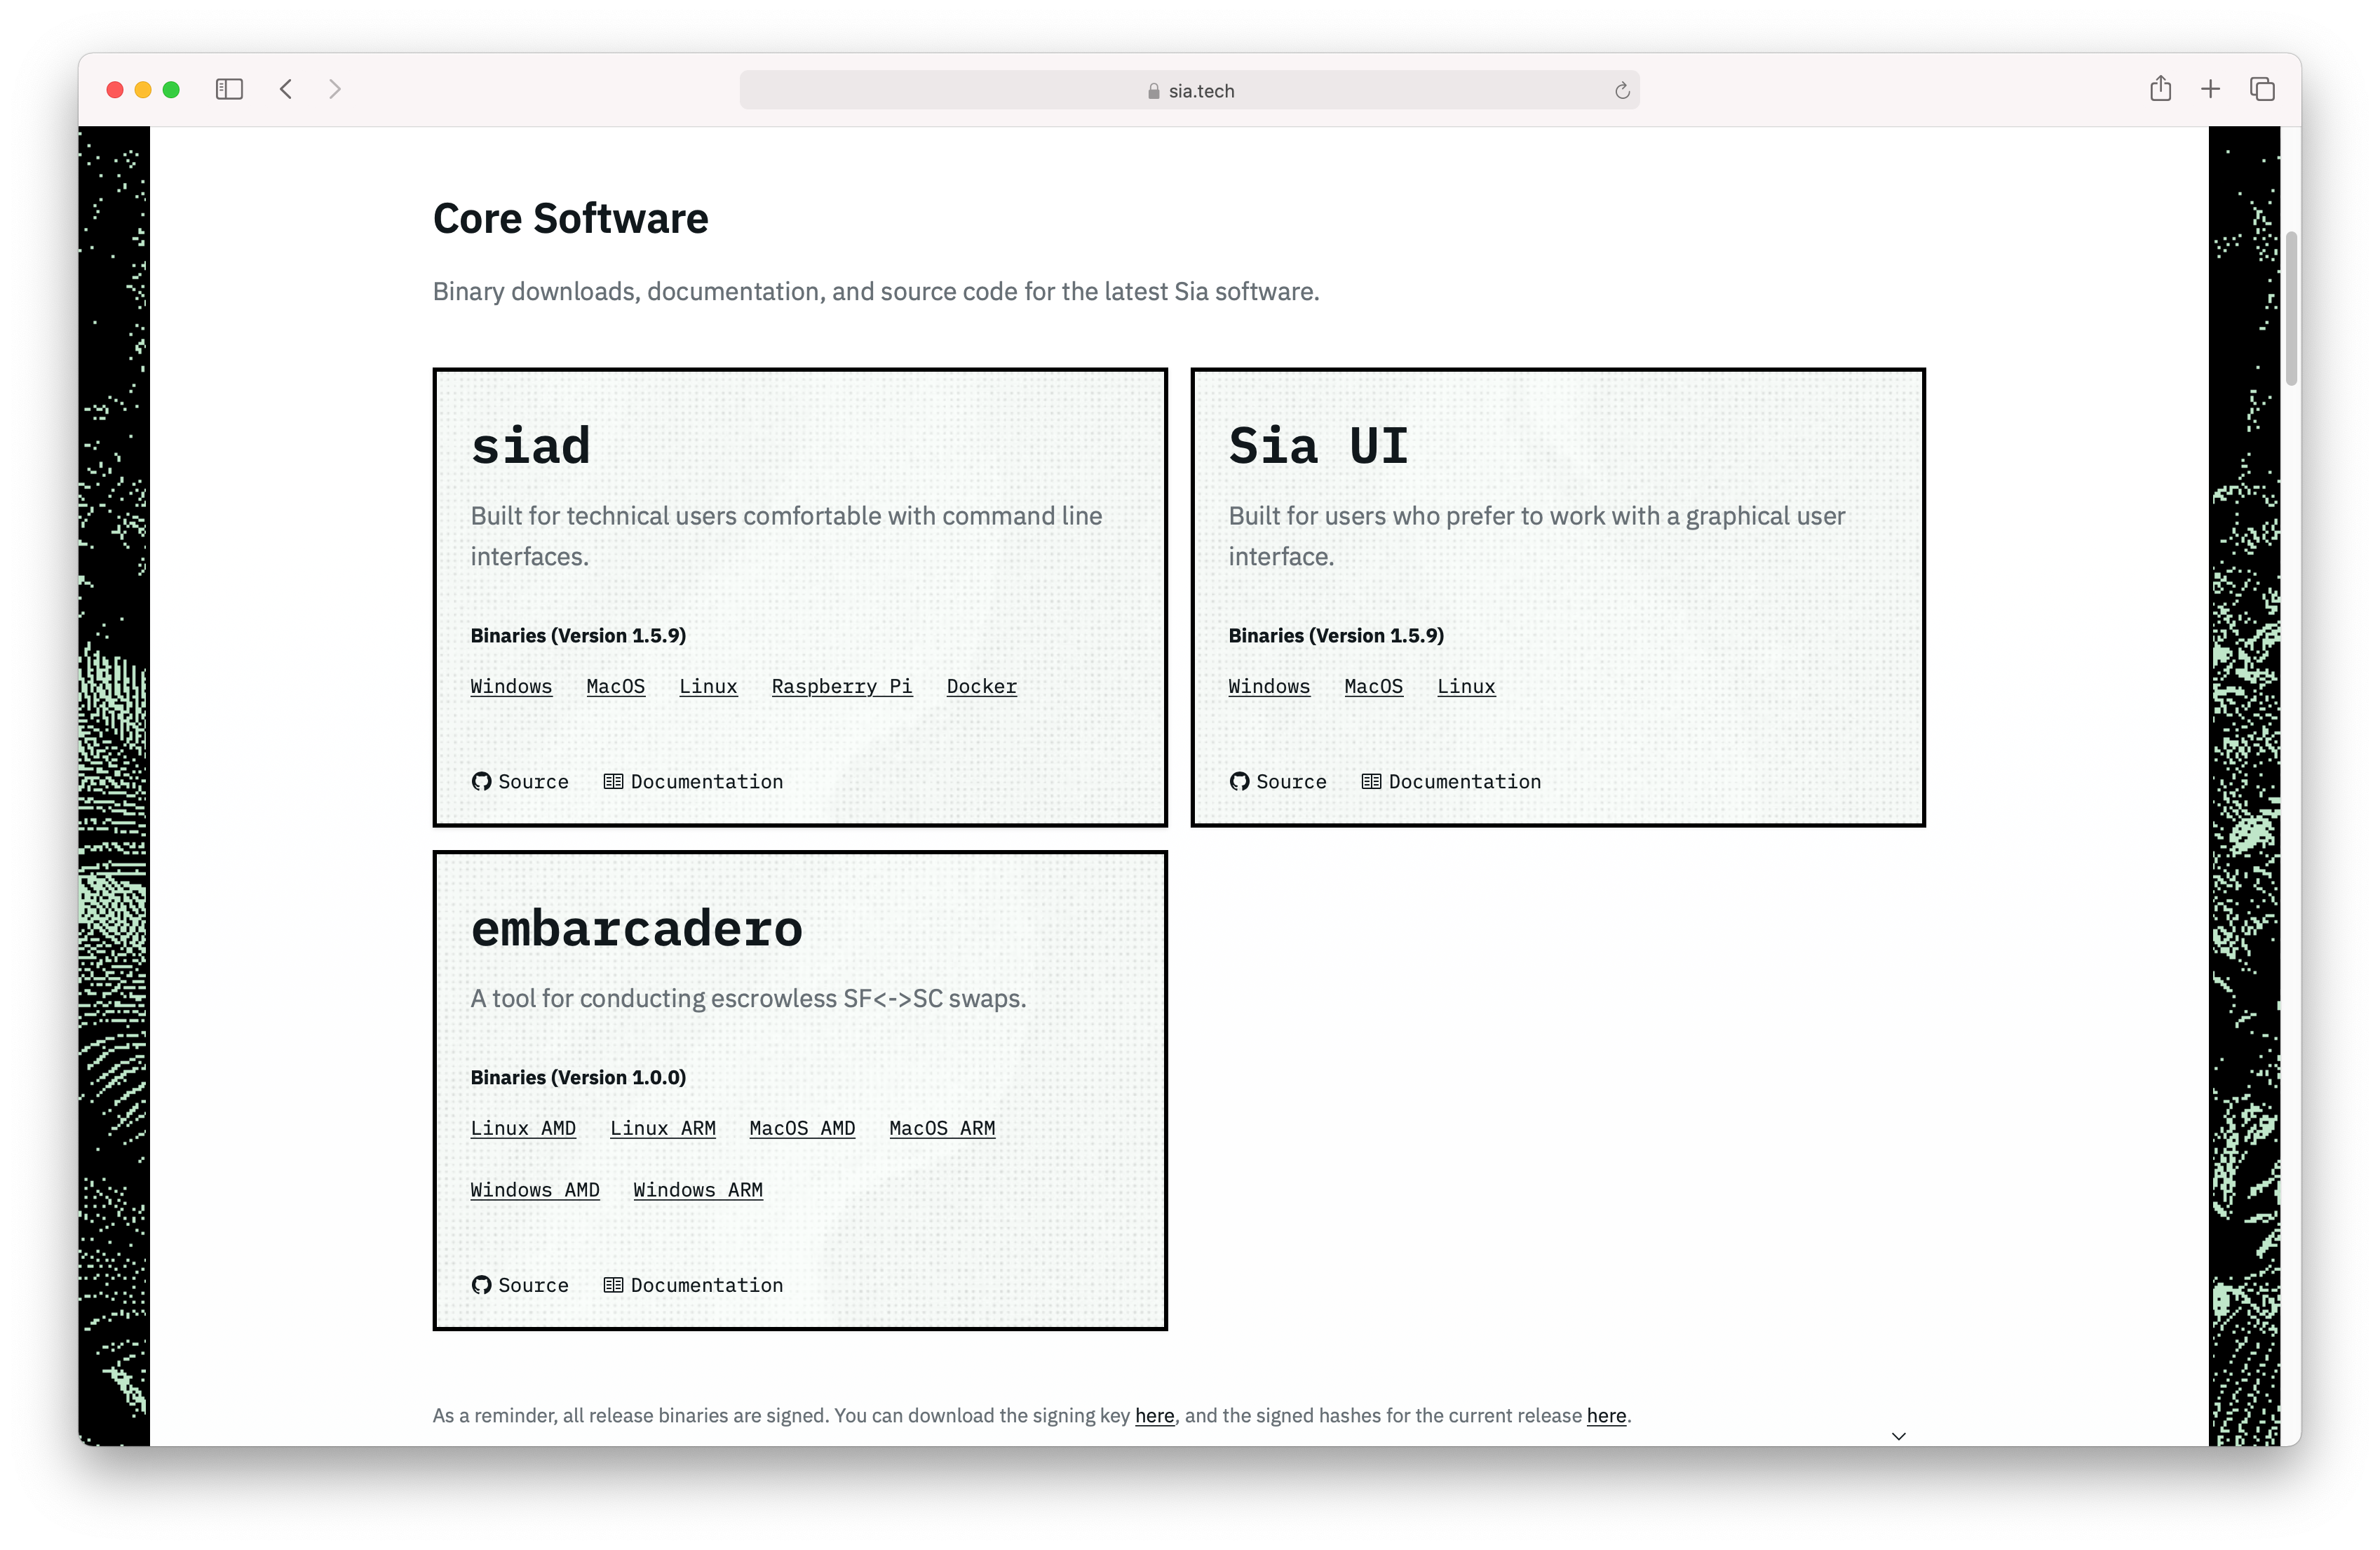 sia.tech
Core Software
Binary downloads, documentation, and source code for the latest Sia software.
siad
Built for technical users comfortable with command line
interfaces.
Binaries (Version 1.5.9)
Windows MacOS Linux Raspberry Pi Docker
Source Documentation
Sia UI
Built for users who prefer to work with a graphical user
interface.
Binaries (Version 1.5.9)
Windows MacOS Linux
Source Documentation
embarcadero
A tool for conducting escrowless SF<->SC swaps.
Binaries (Version 1.0.0)
Linux AMD Linux ARM MacOS AMD MacOS ARM
Windows AMD Windows ARM
Source Documentation
As a reminder, all release binaries are signed. You can download the signing key here, and the signed hashes for the current release here.